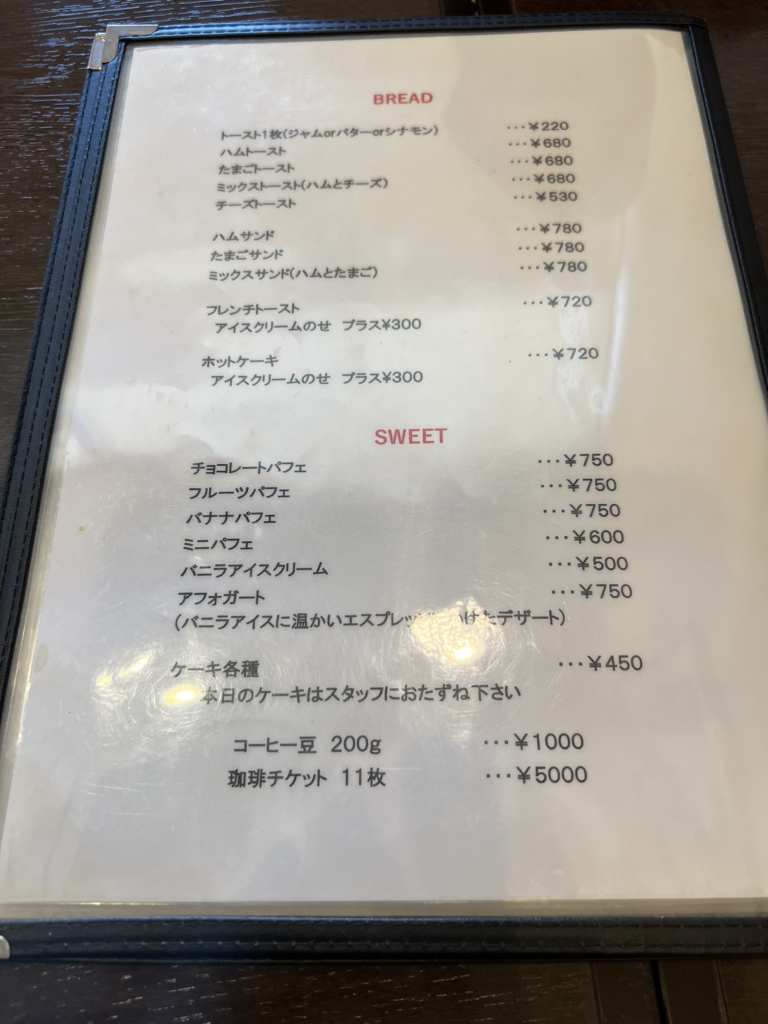 BREAD
トースト1枚(ジャムorバターorシナモン) ···¥220
ハムトースト ···¥680
たまごトースト ···¥680
ミックストースト(ハムとチーズ) ···¥680
チーズトースト ···¥530
ハムサンド ···¥780
たまごサンド ···¥780
ミックスサンド(ハムとたまご) ···¥780
フレンチトースト ···¥720
アイスクリームのせ プラス¥300
ホットケーキ ···¥720
アイスクリームのせ プラス¥300
SWEET
チョコレートパフェ ···¥750
フルーツパフェ ···¥750
バナナパフェ ···¥750
ミニパフェ ···¥600
バニラアイスクリーム ···¥500
アフォガート ···¥750
(バニラアイスに温かいエスプレッ かけたデザート)
ケーキ各種 ···¥450
本日のケーキはスタッフにおたずね下さい
コーヒー豆 200g ···¥1000
珈琲チケット 11枚 ···¥5000